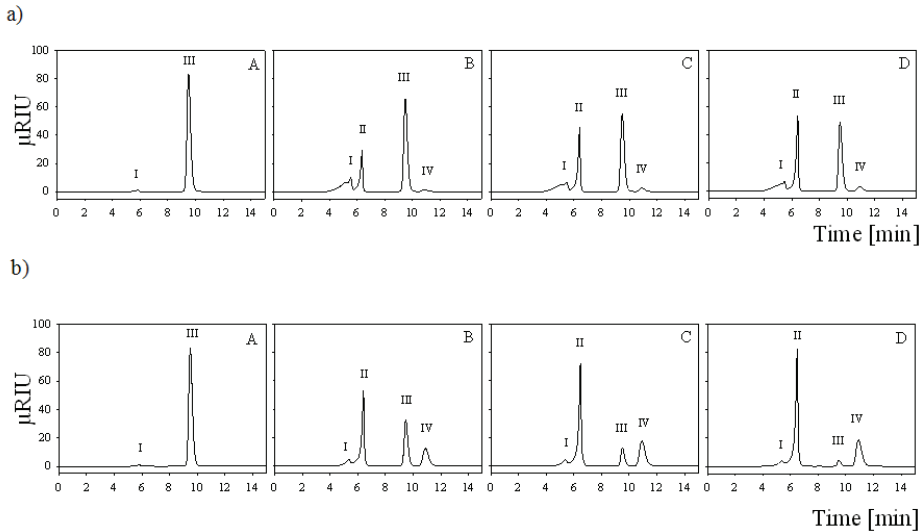 a)
A B C D
III III III III
II II II
I I I I
IV IV IV
100
80
60
40
20
0
µRIU
0 2 4 6 8 10 12 14 0 2 4 6 8 10 12 14 0 2 4 6 8 10 12 14 0 2 4 6 8 10 12 14
Time [min]
b)
A B C D
III II II II
I I III IV I III IV I III IV
100
80
60
40
20
0
µRIU
0 2 4 6 8 10 12 14 0 2 4 6 8 10 12 14 0 2 4 6 8 10 12 14 0 2 4 6 8 10 12 14
Time [min]